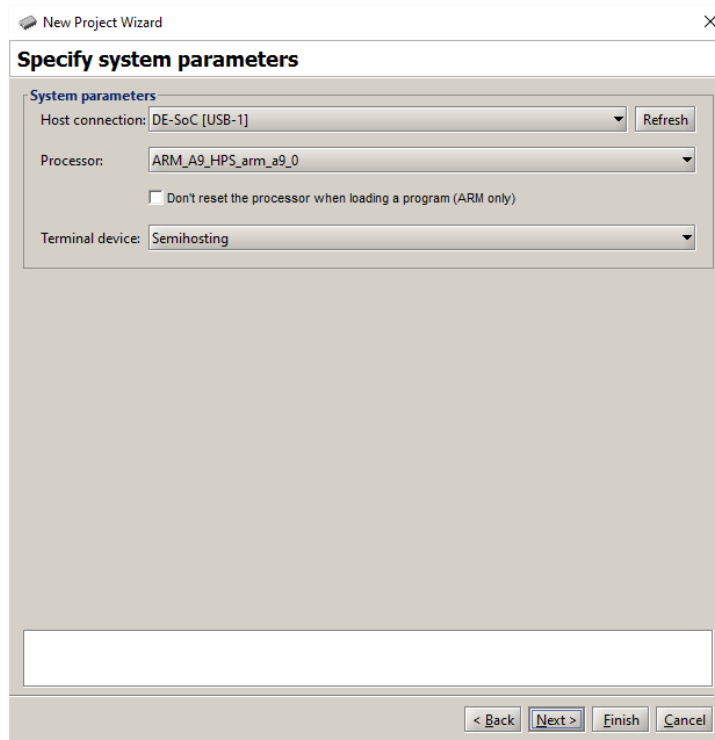 New Project Wizard
Specify system parameters
System parameters
Host connection: DE-SoC [USB-1] Refresh
Processor: ARM_A9_HPS_arm_a9_0
Don't reset the processor when loading a program (ARM only)
Terminal device: Semihosting
< Back Next > Finish Cancel